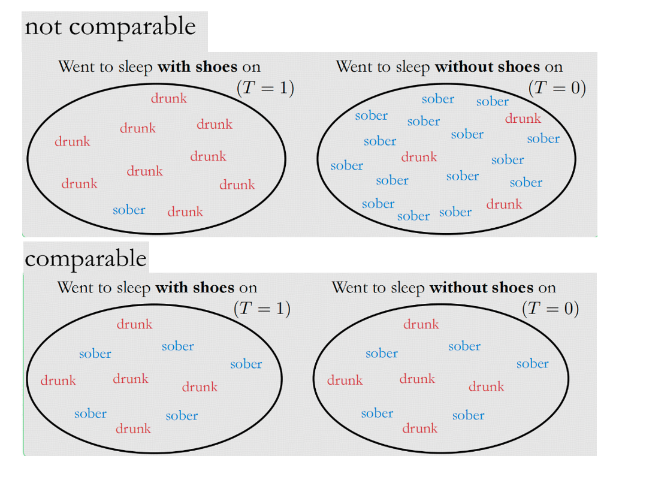 not comparable
Went to sleep with shoes on
(T = 1)
drunk
drunk
drunk
drunk
drunk
drunk
drunk
drunk
sober
drunk
Went to sleep without shoes on
(T = 0)
sober
sober
sober
sober
drunk
sober
sober
sober
drunk
sober
sober
sober
sober
sober
sober
drunk
sober
sober
comparable
Went to sleep with shoes on
(T = 1)
drunk
sober
sober
sober
drunk
drunk
drunk
sober
sober
drunk
Went to sleep without shoes on
(T = 0)
drunk
sober
sober
sober
drunk
drunk
drunk
sober
sober
drunk